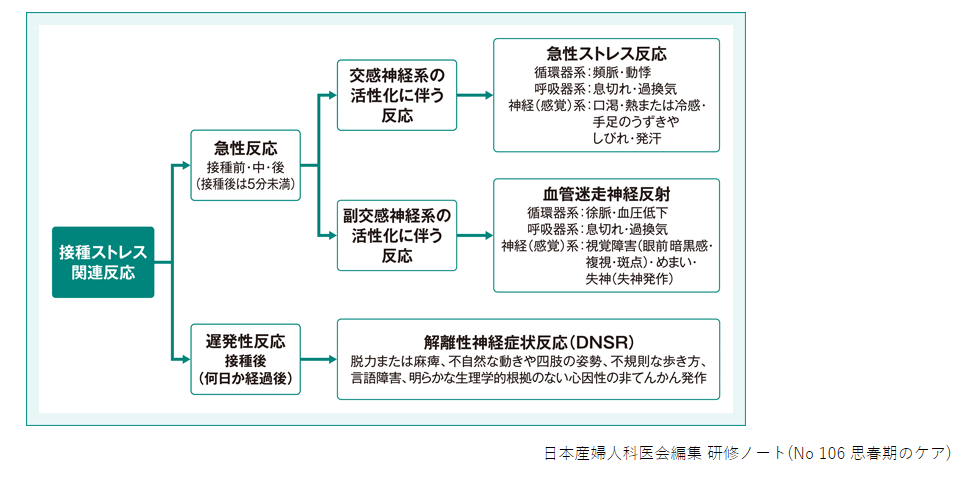 接種ストレス
関連反応
急性反応
接種前・中・後
(接種後は5分未満)
交感神経系の
活性化に伴う
反応
急性ストレス反応
循環器系:頻脈・動悸
呼吸器系:息切れ・過換気
神経(感覚)系:口渇・熱または冷感・
手足のうずきや
しびれ・発汗
副交感神経系の
活性化に伴う
反応
血管迷走神経反射
循環器系:徐脈・血圧低下
呼吸器系:息切れ・過換気
神経(感覚)系:視覚障害(眼前暗黒感・
複視・斑点)・めまい・
失神(失神発作)
遅発性反応
接種後
(何日か経過後)
解離性神経症状反応(DNSR)
脱力または麻痺、不自然な動きや四肢の姿勢、不規則な歩き方、
言語障害、明らかな生理学的根拠のない心因性の非てんかん発作
日本産婦人科医会編集 研修ノート(No 106 思春期のケア)